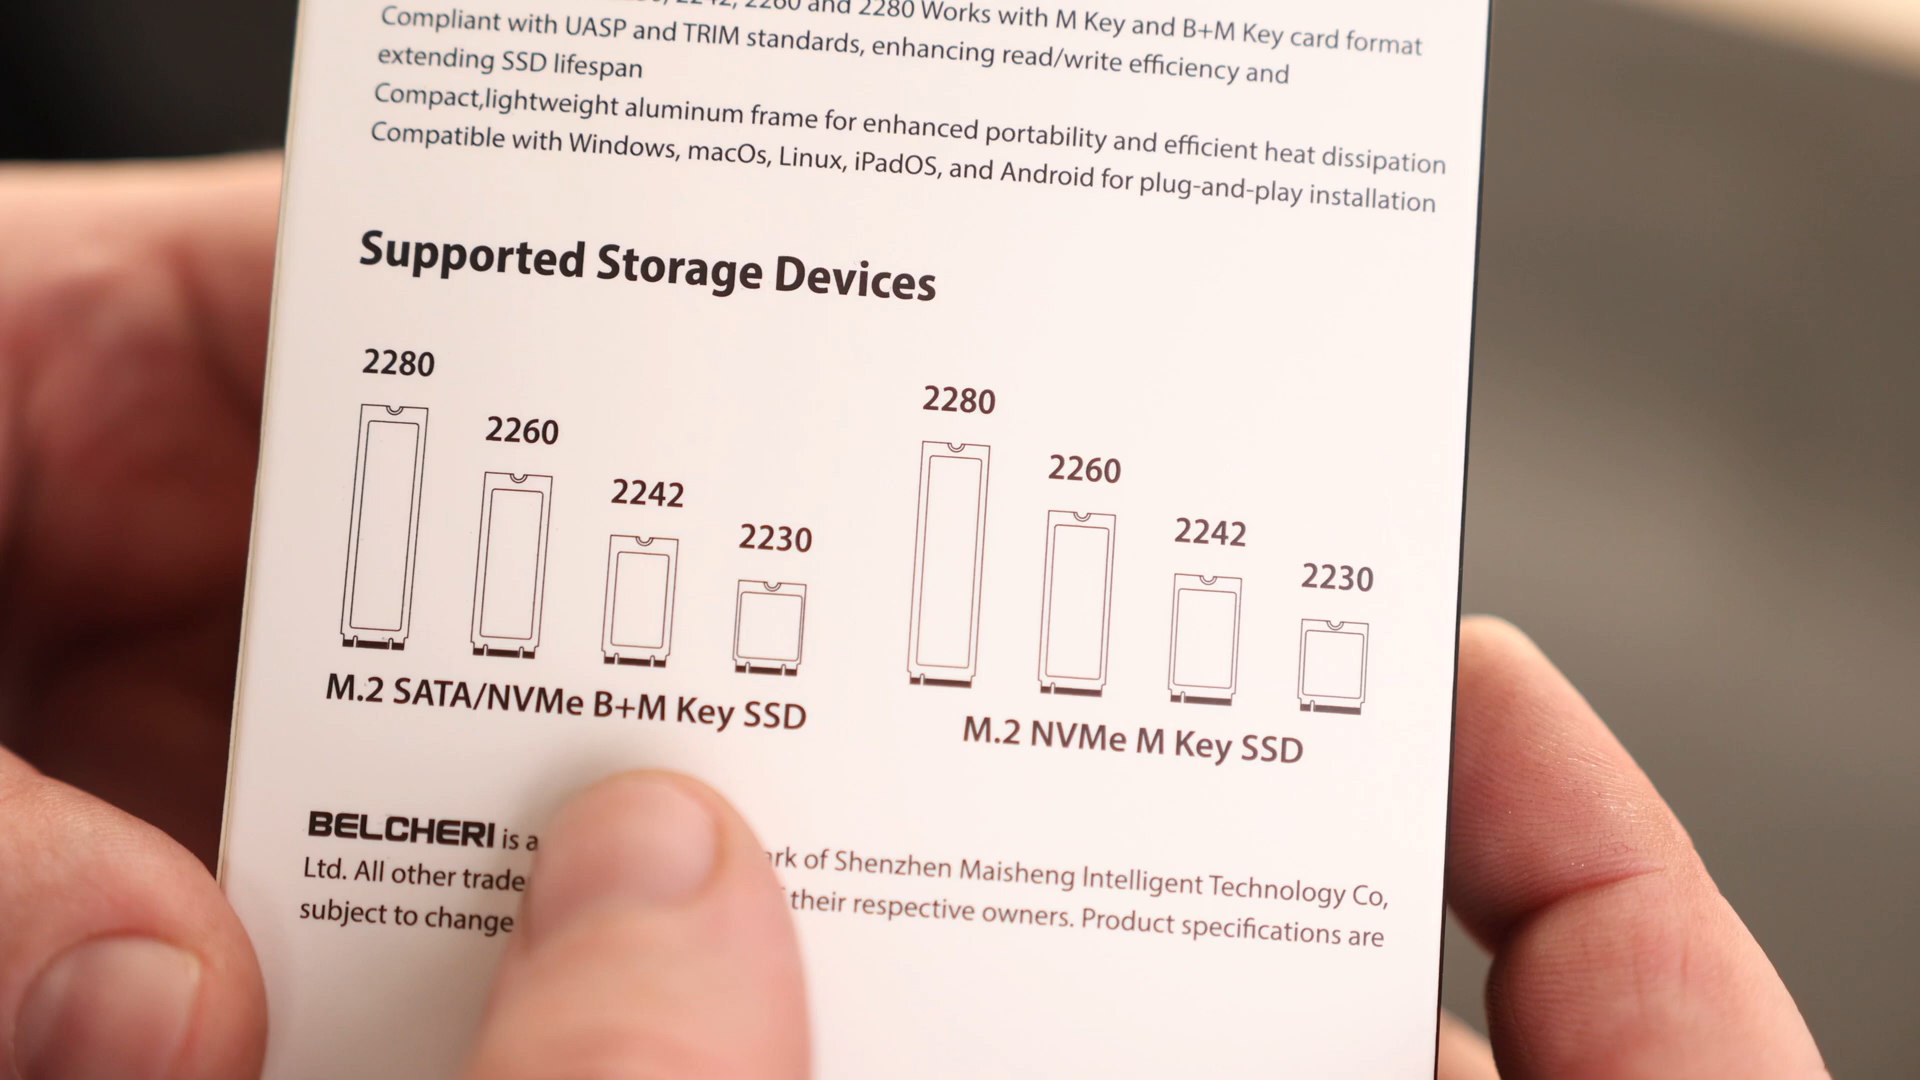 2260 and 2280 Works with M Key and B+M Key card format
Compliant with UASP and TRIM standards, enhancing read/write efficiency and
extending SSD lifespan
Compact,lightweight aluminum frame for enhanced portability and efficient heat dissipation
Compatible with Windows, macOs, Linux, iPadOS, and Android for plug-and-play installation
Supported Storage Devices
2280
2260
2242
2230
M.2 SATA/NVMe B+M Key SSD
2280
2260
2242
2230
M.2 NVMe M Key SSD
BELCHERI is a of Shenzhen Maisheng Intelligent Technology Co,
Ltd. All other their respective owners. Product specifications are
subject to change